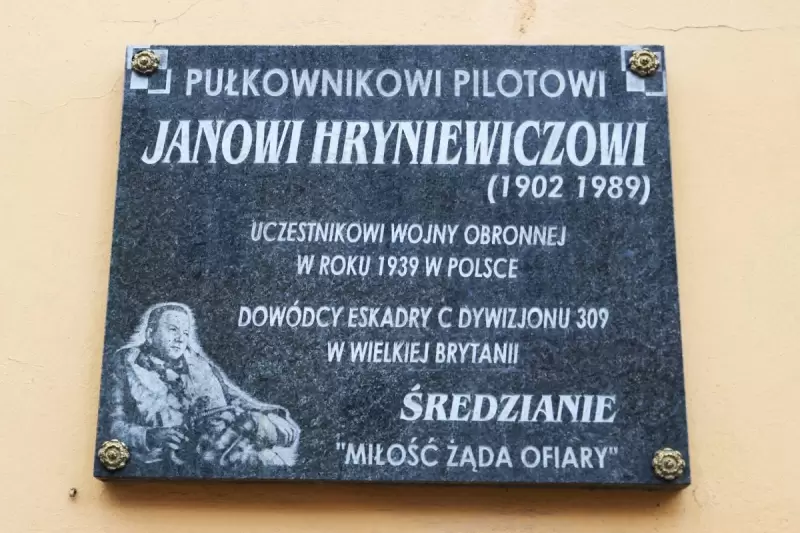 PUŁKOWNIKOWI PILOTOWI
JANOWI HRYNIEWICZOWI
(1902 1989)
UCZESTNIKOWI WOJNY OBRONNEJ
W ROKU 1939 W POLSCE
DOWÓDCY ESKADRY C DYWIZJONU 309
W WIELKIEJ BRYTANII
ŚREDZIANIE
"MIŁOŚĆ ŻĄDA OFIARY"